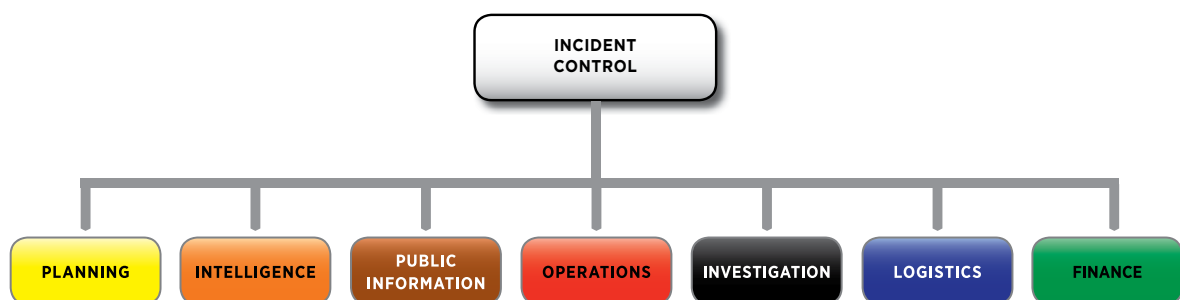 INCIDENT
CONTROL
PLANNING
INTELLIGENCE
PUBLIC
INFORMATION
OPERATIONS
INVESTIGATION
LOGISTICS
FINANCE